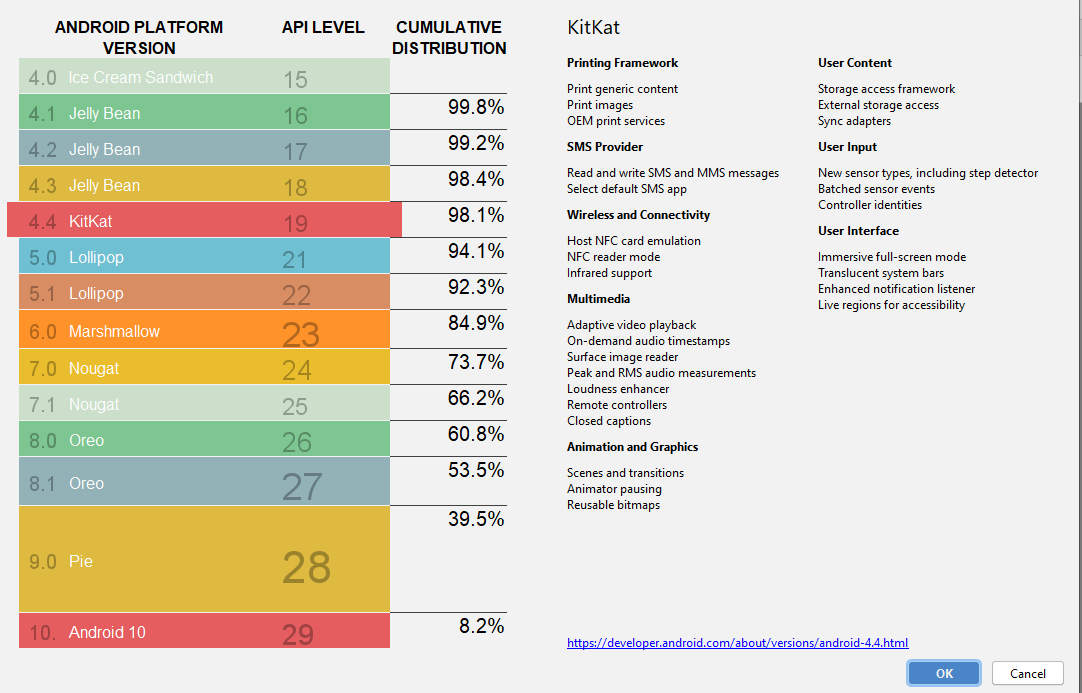 ANDROID PLATFORM
VERSION
API LEVEL
CUMULATIVE
DISTRIBUTION
4.0 Ice Cream Sandwich 15
99.8%
4.1 Jelly Bean 16
99.2%
4.2 Jelly Bean 17
98.4%
4.3 Jelly Bean 18
98.1%
4.4 KitKat 19
94.1%
5.0 Lollipop 21
92.3%
5.1 Lollipop 22
84.9%
6.0 Marshmallow 23
73.7%
7.0 Nougat 24
66.2%
7.1 Nougat 25
60.8%
8.0 Oreo 26
53.5%
8.1 Oreo 27
39.5%
9.0 Pie 28
8.2%
10. Android 10 29
KitKat
Printing Framework
Print generic content
Print images
OEM print services
SMS Provider
Read and write SMS and MMS messages
Select default SMS app
Wireless and Connectivity
Host NFC card emulation
NFC reader mode
Infrared support
Multimedia
Adaptive video playback
On-demand audio timestamps
Surface image reader
Peak and RMS audio measurements
Loudness enhancer
Remote controllers
Closed captions
Animation and Graphics
Scenes and transitions
Animator pausing
Reusable bitmaps
User Content
Storage access framework
External storage access
Sync adapters
User Input
New sensor types, including step detector
Batched sensor events
Controller identities
User Interface
Immersive full-screen mode
Translucent system bars
Enhanced notification listener
Live regions for accessibility
https://developer.android.com/about/versions/android-4.4.html
OK
Cancel